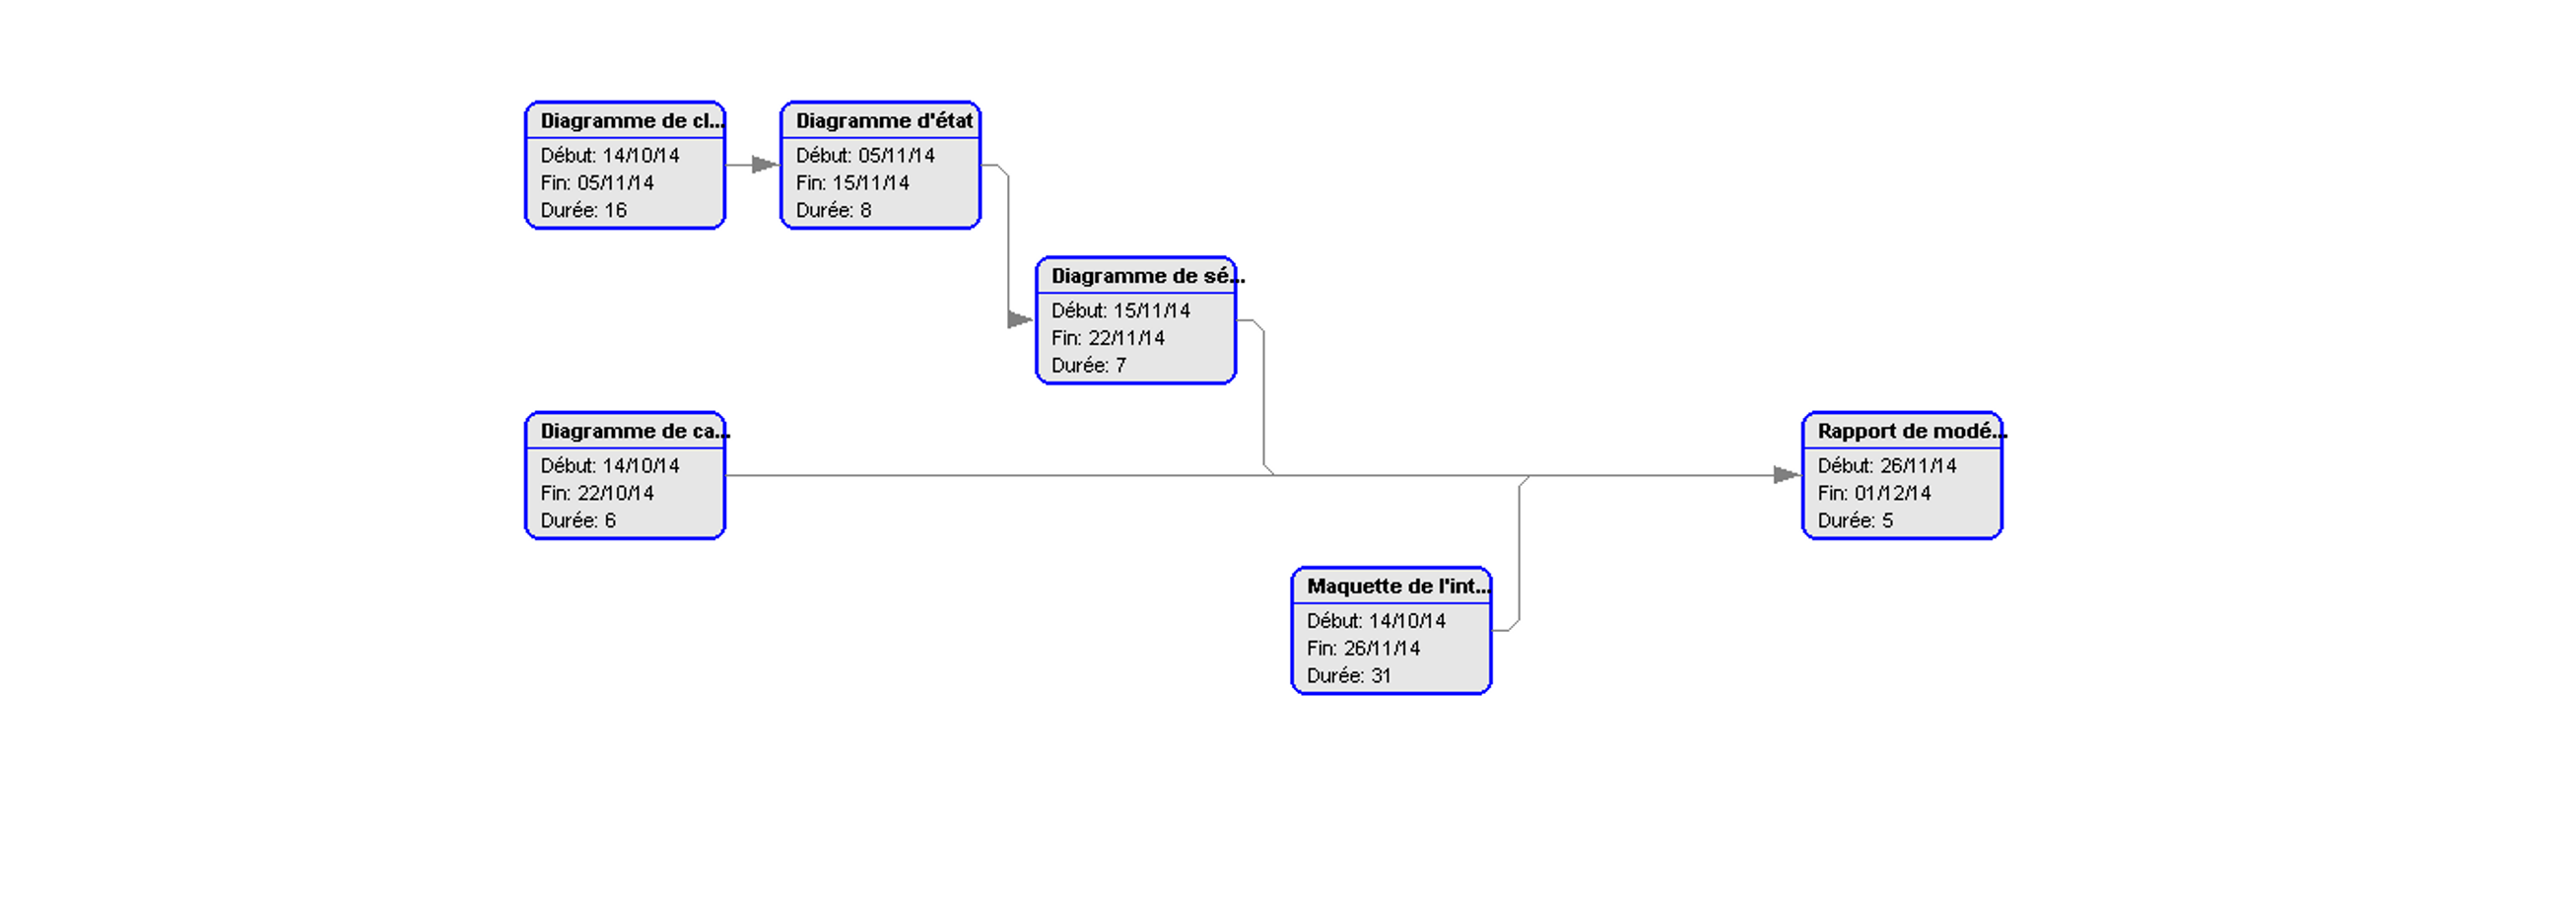 Diagramme de cl...
Début: 14/10/14
Fin: 05/11/14
Durée: 16
Diagramme d'état
Début: 05/11/14
Fin: 15/11/14
Durée: 8
Diagramme de sé...
Début: 15/11/14
Fin: 22/11/14
Durée: 7
Diagramme de ca...
Début: 14/10/14
Fin: 22/10/14
Durée: 6
Rapport de modé...
Début: 26/11/14
Fin: 01/12/14
Durée: 5
Maquette de l'int...
Début: 14/10/14
Fin: 26/11/14
Durée: 31